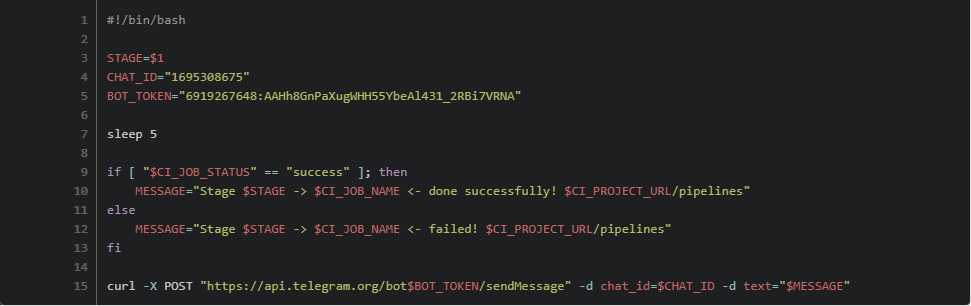 1 #!/bin/bash
2
3 STAGE=$1
4 CHAT_ID="1695308675"
5 BOT_TOKEN="6919267648:AAHh8GnPaXugWHH55YbeAl431_2RBi7VRNA"
6
7 sleep 5
8
9 if [ "$CI_JOB_STATUS" == "success" ]; then
10 MESSAGE="Stage $STAGE -> $CI_JOB_NAME <- done successfully! $CI_PROJECT_URL/pipelines"
11 else
12 MESSAGE="Stage $STAGE -> $CI_JOB_NAME <- failed! $CI_PROJECT_URL/pipelines"
13 fi
14
15 curl -X POST "https://api.telegram.org/bot$BOT_TOKEN/sendMessage" -d chat_id=$CHAT_ID -d text="$MESSAGE"